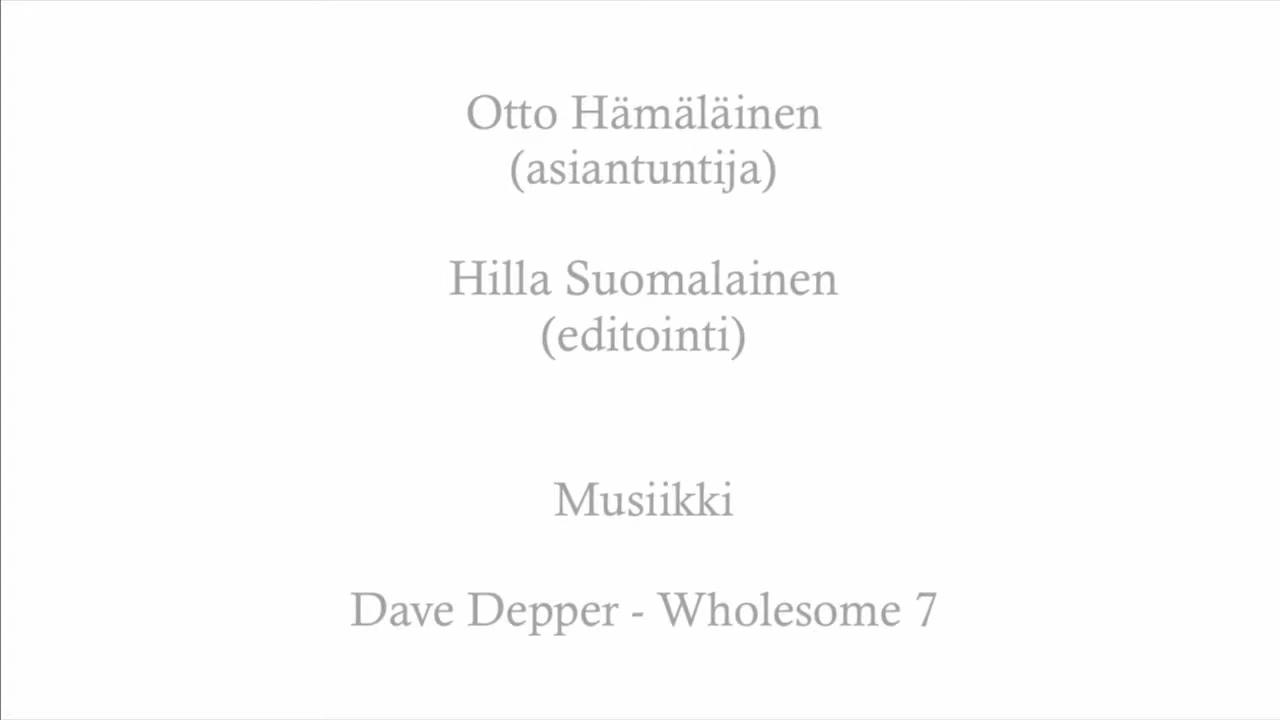 Otto Hämäläinen
(asiantuntija)
Hilla Suomalainen
(editointi)
Musiikki
Dave Depper - Wholesome 7